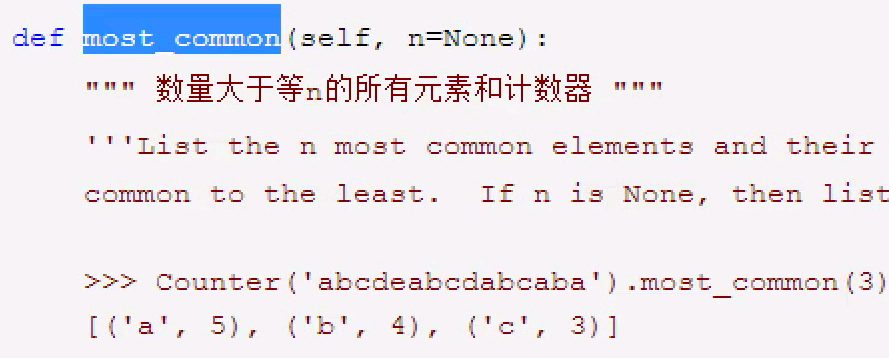 def most_common(self, n=None):
""" 数量大于等n的所有元素和计数器 """
'''List the n most common elements and their
common to the least.  If n is None, then list
>>> Counter('abcdeabcdabcaba').most_common(3)
[('a', 5), ('b', 4), ('c', 3)]